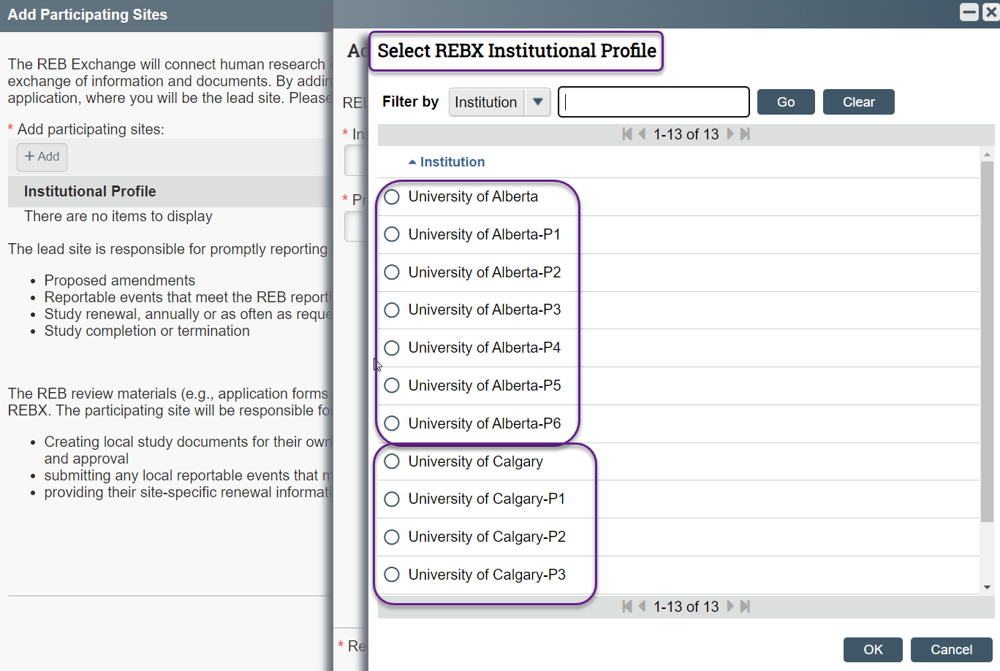 Add Participating Sites
The REB Exchange will connect human research
exchange of information and documents. By addin
application, where you will be the lead site. Please
* Add participating sites:
+ Add
Institutional Profile
There are no items to display
The lead site is responsible for promptly reporting
• Proposed amendments
• Reportable events that meet the REB reporti
• Study renewal, annually or as often as reque
• Study completion or termination
The REB review materials (e.g., application forms
REBX. The participating site will be responsible fo
• Creating local study documents for their own
and approval
• submitting any local reportable events that m
• providing their site-specific renewal informati
Ad
REB
* Ins
* Pr
* Re
Select REBX Institutional Profile
Filter by Institution Go Clear
1-13 of 13
Institution
University of Alberta
University of Alberta-P1
University of Alberta-P2
University of Alberta-P3
University of Alberta-P4
University of Alberta-P5
University of Alberta-P6
University of Calgary
University of Calgary-P1
University of Calgary-P2
University of Calgary-P3
1-13 of 13
OK Cancel